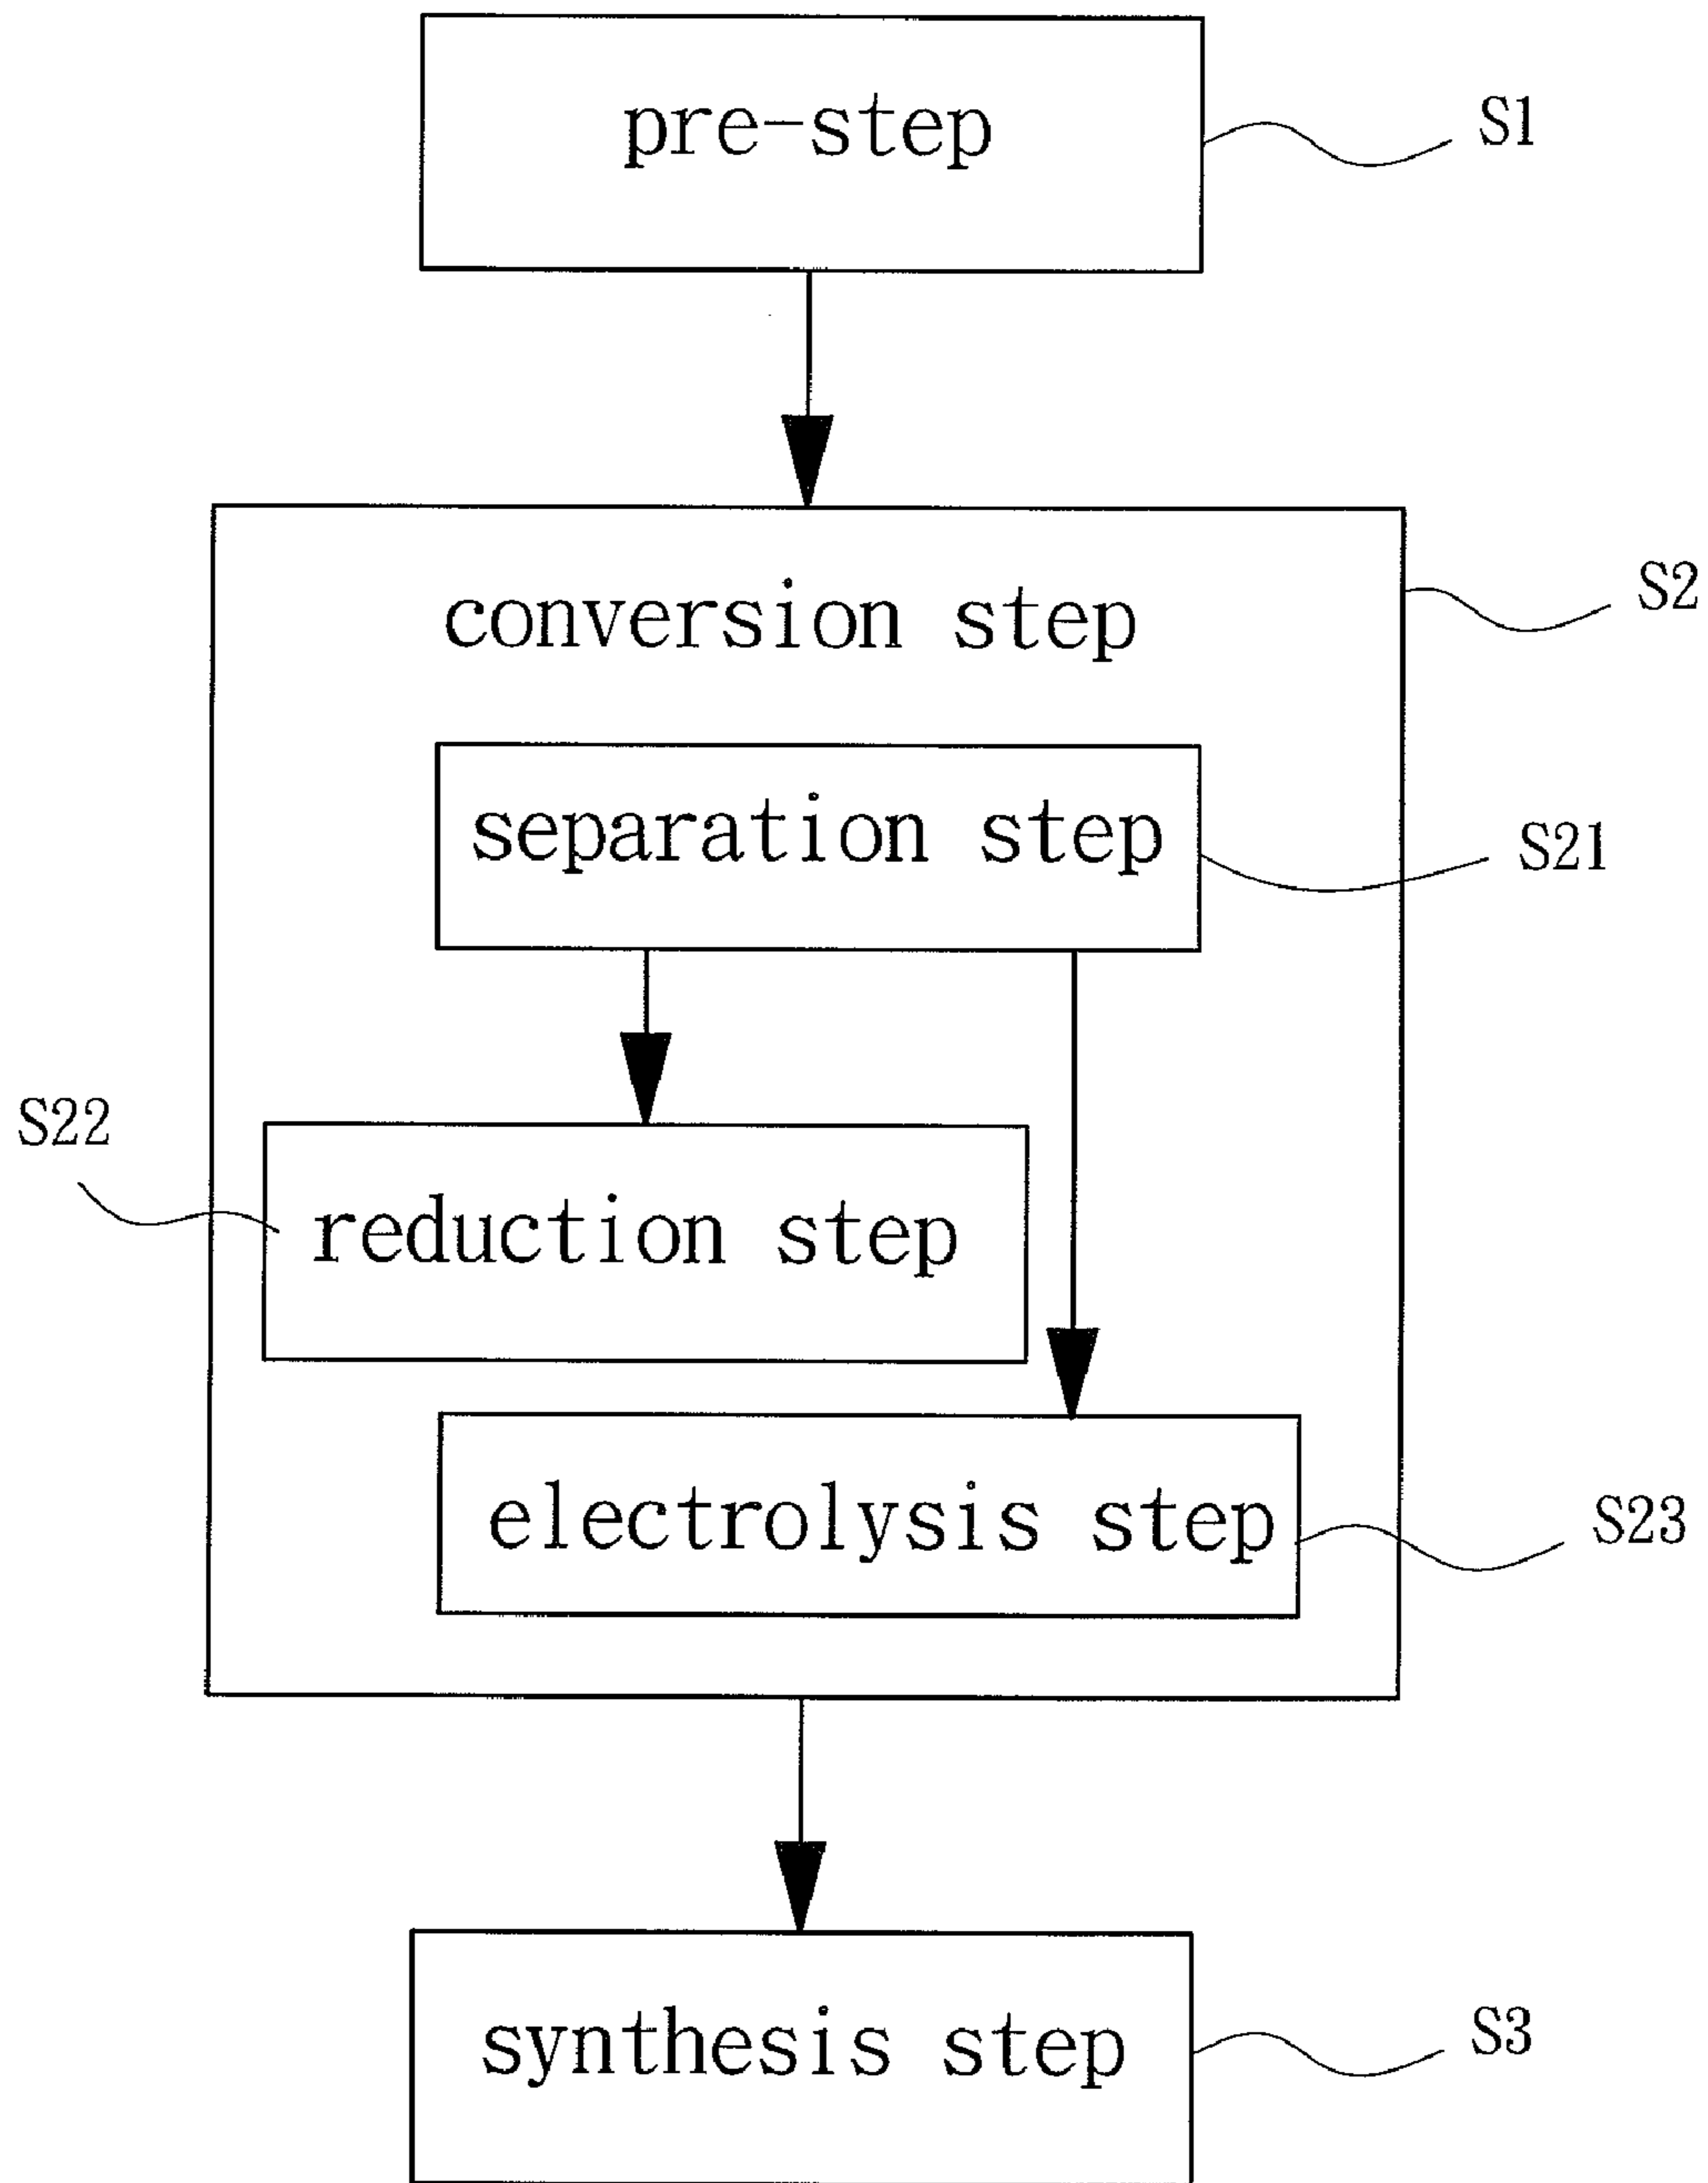 pre-step
S1
conversion step
S2
separation step
S21
S22
reduction step
electrolysis step
S23
synthesis step
S3